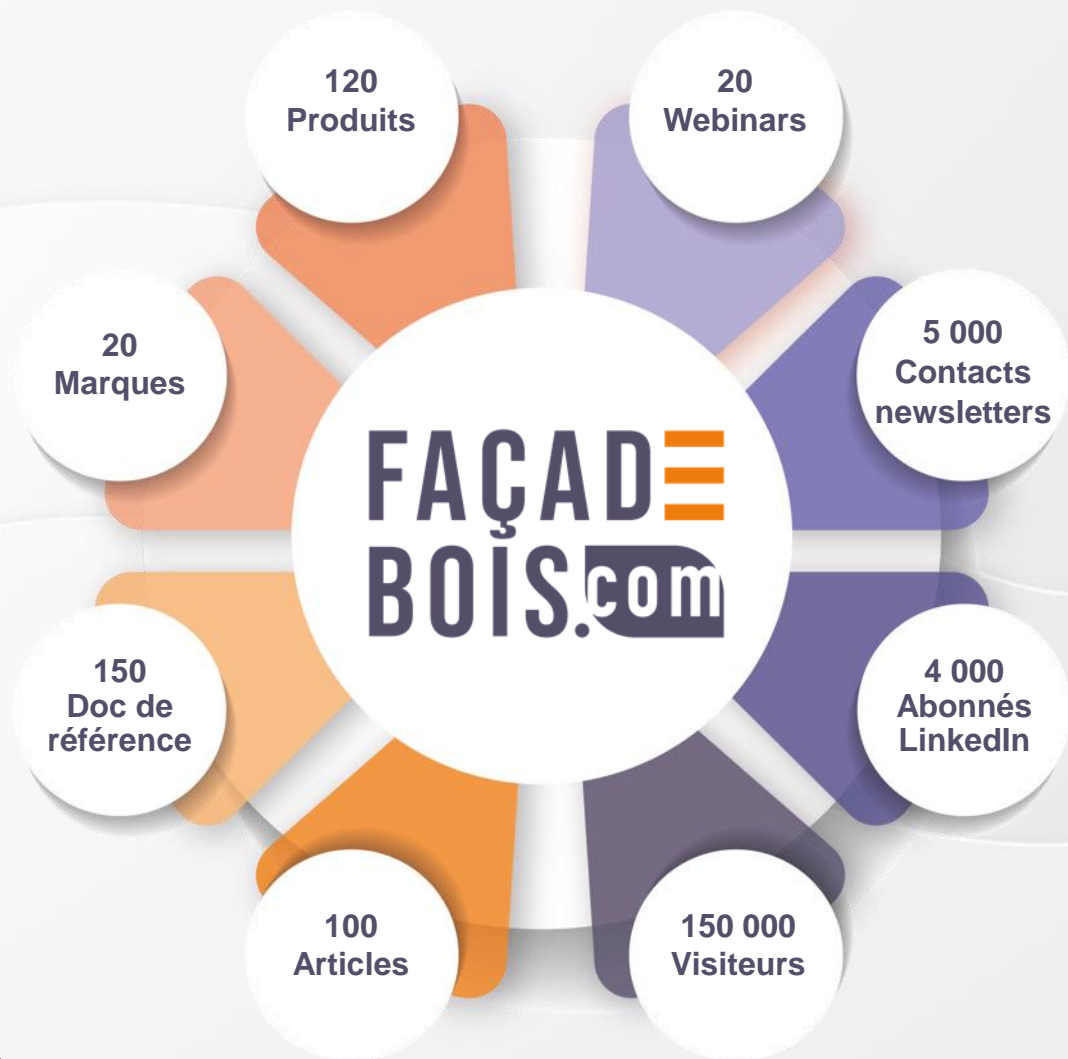 120
Produits
20
Webinars
20
Marques
5 000
Contacts
newsletters
FAÇADE
BOIS.com
150
Doc de
référence
4 000
Abonnés
LinkedIn
100
Articles
150 000
Visiteurs